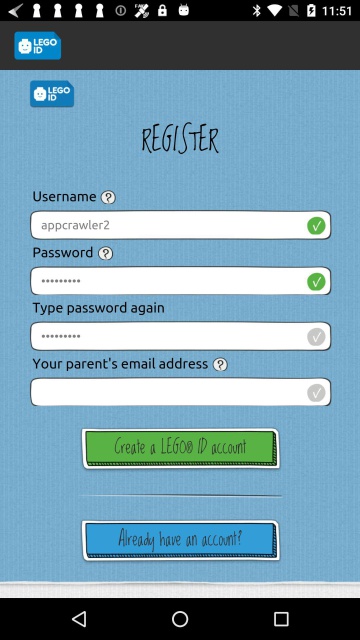 11:51
LEGO
ID
LEGO
ID
REGISTER
Username ?
appcrawler2
Password ?
•••••••••
Type password again
•••••••••
Your parent's email address ?
Create a LEGO® ID account
Already have an account?